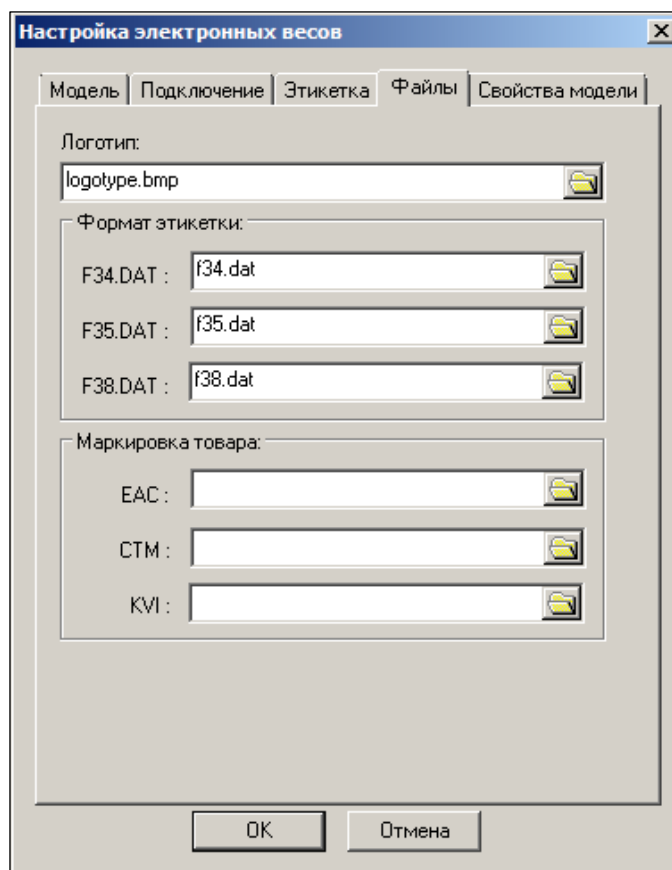 Настройка электронных весов
Модель Подключение Этикетка Файлы Свойства модели
Логотип:
logotype.bmp
Формат этикетки:
F34.DAT : f34.dat
F35.DAT : f35.dat
F38.DAT : f38.dat
Маркировка товара:
EAC :
СТМ :
KVI :
OK Отмена